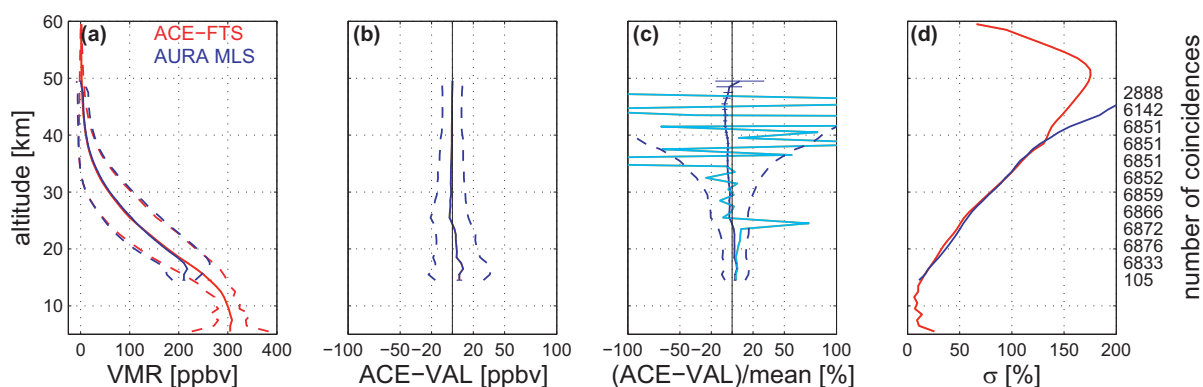 (a)
ACE−FTS
AURA MLS
(b)
(c)
(d)
60
50
40
30
20
10
altitude [km]
0 100 200 300 400
VMR [ppbv]
−100 −50 −20 0 20 50 100
ACE−VAL [ppbv]
−100 −50 −20 0 20 50 100
(ACE−VAL)/mean [%]
0 50 100 150 200
σ [%]
2888
6142
6851
6851
6851
6852
6859
6866
6872
6876
6833
105
number of coincidences